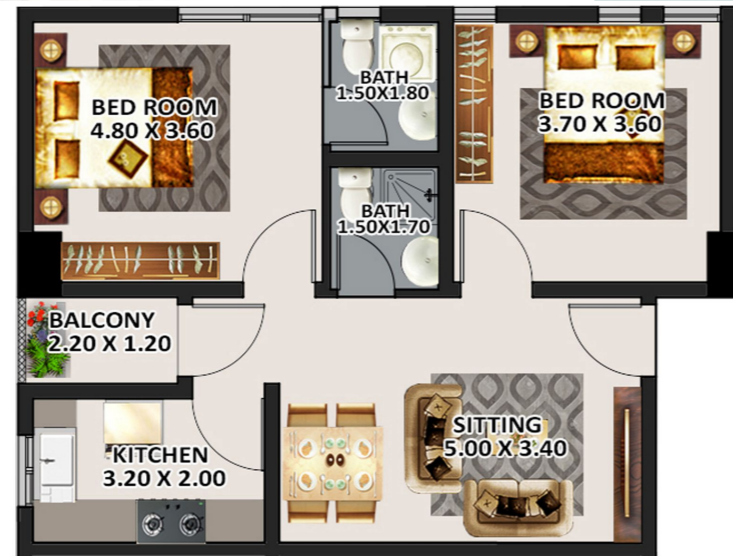 BED ROOM
4.80 X 3.60
BATH
1.50X1.80
BED ROOM
3.70 X 3.60
BATH
1.50X1.70
BALCONY
2.20 X 1.20
KITCHEN
3.20 X 2.00
SITTING
5.00 X 3.40